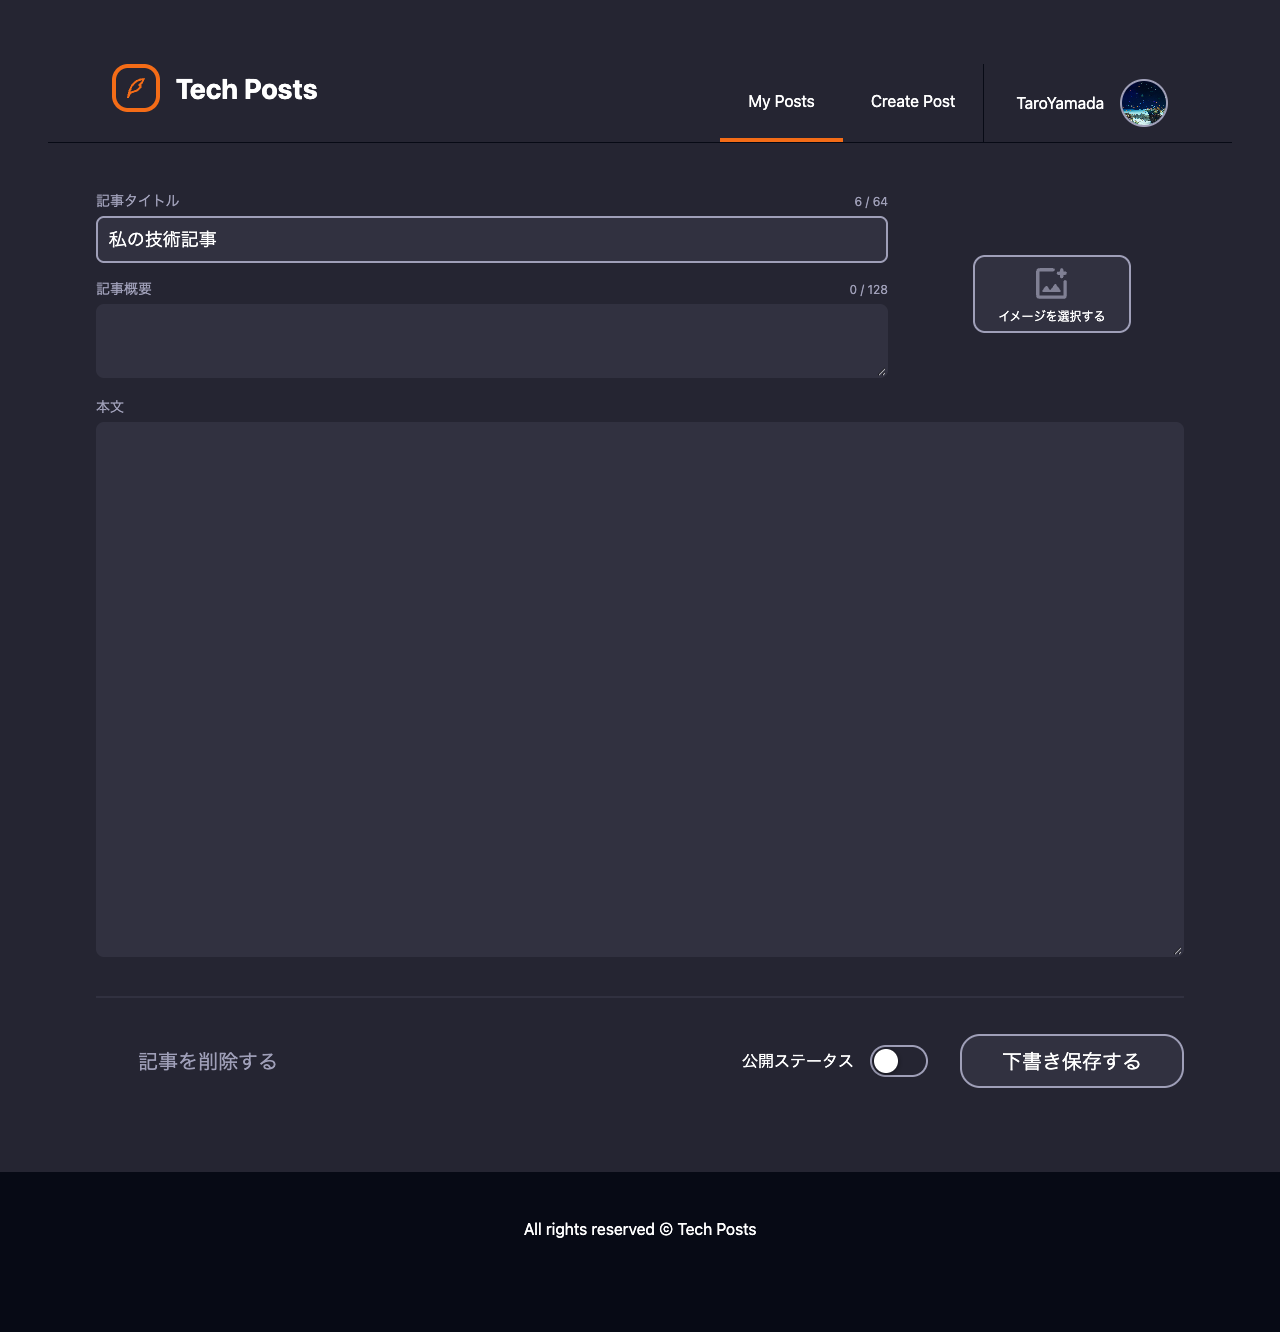 Tech Posts
My Posts
Create Post
TaroYamada
記事タイトル
6 / 64
私の技術記事
記事概要
0 / 128
イメージを選択する
本文
記事を削除する
公開ステータス
下書き保存する
All rights reserved © Tech Posts